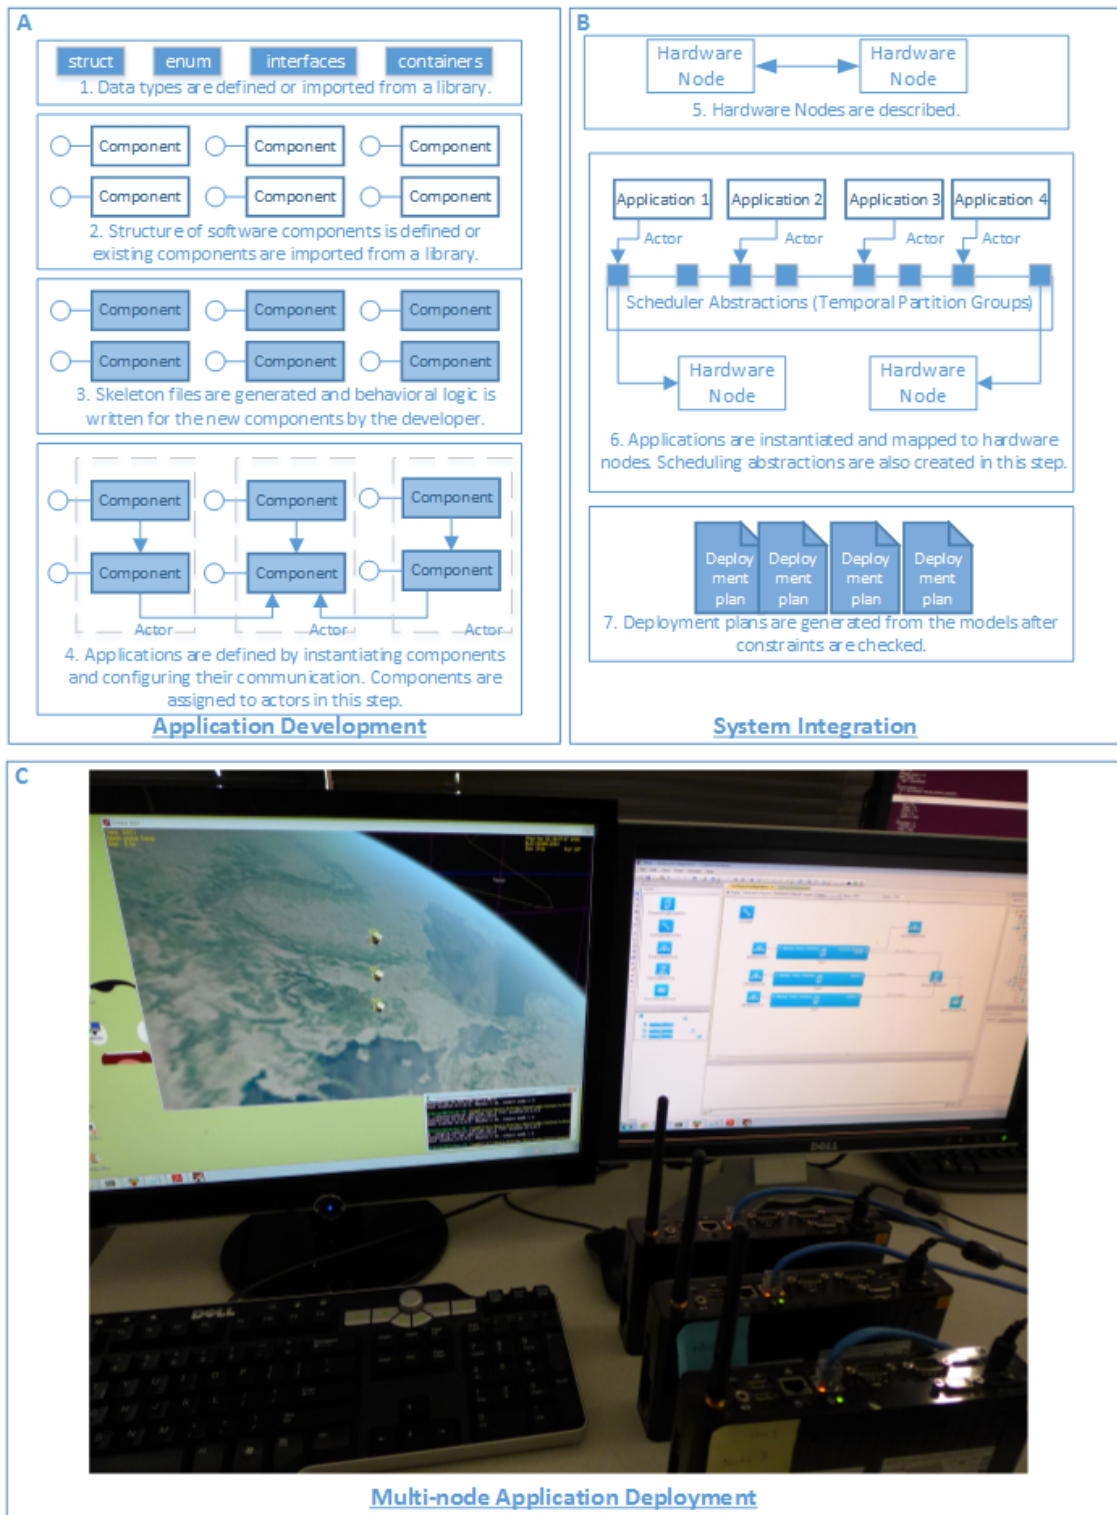 A
struct enum interfaces containers
1. Data types are defined or imported from a library.
Component Component Component
Component Component Component
2. Structure of software components is defined or
existing components are imported from a library.
Component Component Component
Component Component Component
3. Skeleton files are generated and behavioral logic is
written for the new components by the developer.
Component Component Component
Component Component Component
Actor Actor Actor
4. Applications are defined by instantiating components
and configuring their communication. Components are
assigned to actors in this step.
Application Development
B
Hardware Hardware
Node Node
5. Hardware Nodes are described.
Application 1 Application 2 Application 3 Application 4
Actor Actor Actor Actor
Scheduler Abstractions (Temporal Partition Groups)
Hardware Hardware
Node Node
6. Applications are instantiated and mapped to hardware
nodes. Scheduling abstractions are also created in this step.
Deploy Deploy Deploy Deploy
ment ment ment ment
plan plan plan plan
7. Deployment plans are generated from the models after
constraints are checked.
System Integration
C
DELL
DELL
Multi-node Application Deployment